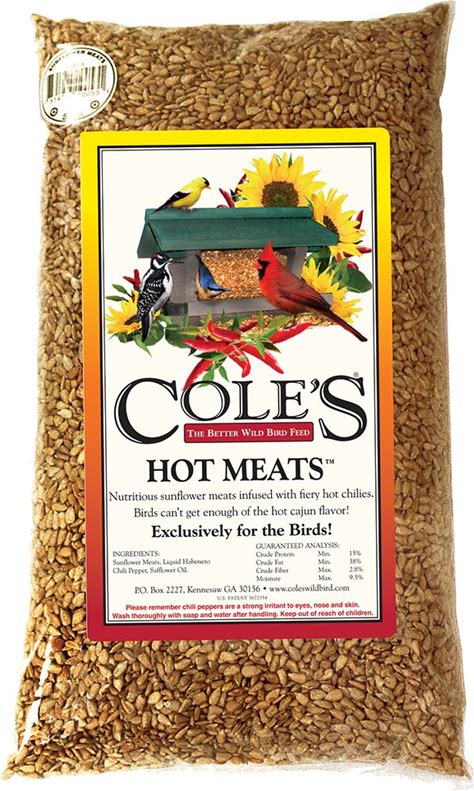 SUNFLOWER MEATS
COLE'S®
THE BETTER WILD BIRD FEED
HOT MEATS™
Nutritious sunflower meats infused with fiery hot chilies.
Birds can't get enough of the hot cajun flavor!
Exclusively for the Birds!
INGREDIENTS:
Sunflower Meats, Liquid Habenero
Chili Pepper, Safflower Oil.
GUARANTEED ANALYSIS:
Crude Protein Min. 15%
Crude Fat Min. 38%
Crude Fiber Max. 2.8%
Moisture Max. 9.5%
P.O. Box 2227, Kennesaw GA 30156 • www.coleswildbird.com
U.S. PATENT 5672354
Please remember chili peppers are a strong irritant to eyes, nose and skin.
Wash thoroughly with soap and water after handling. Keep out of reach of children.